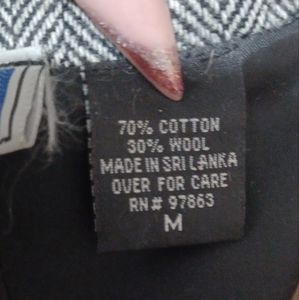 70% COTTON
30% WOOL
MADE IN SRI LANKA
OVER FOR CARE
RN# 97863
M